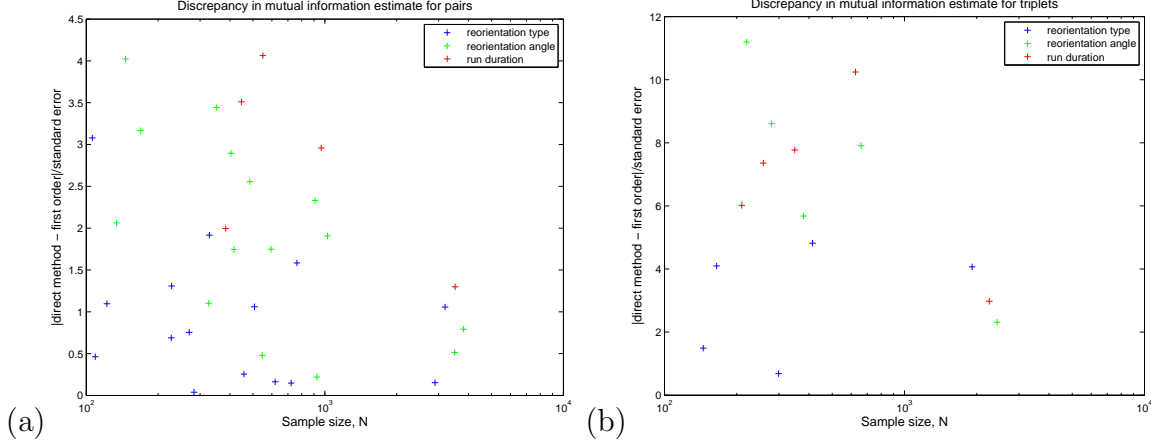 Discrepancy in mutual information estimate for pairs
4.5
4
3.5
3
2.5
2
1.5
1
0.5
0
|direct method − first order|/standard error
reorientation type
reorientation angle
run duration
10^2
10^3
10^4
Sample size, N
(a)
Discrepancy in mutual information estimate for triplets
12
10
8
6
4
2
0
|direct method − first order|/standard error
reorientation type
reorientation angle
run duration
10^2
10^3
10^4
Sample size, N
(b)